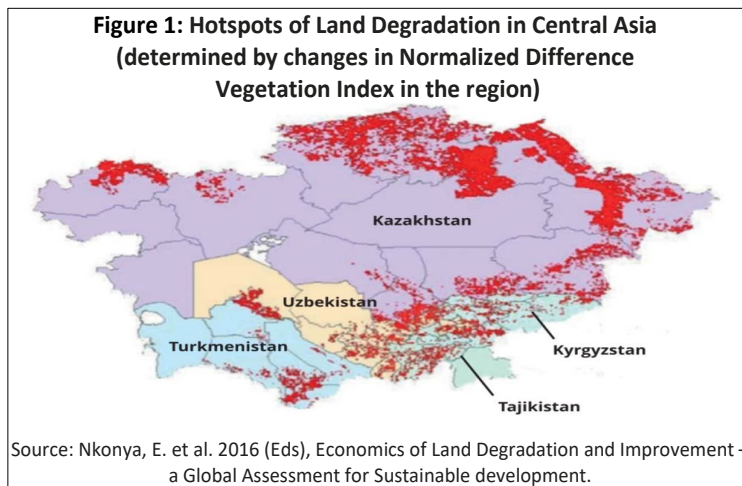 Figure 1: Hotspots of Land Degradation in Central Asia
(determined by changes in Normalized Difference
Vegetation Index in the region)
Kazakhstan
Uzbekistan
Turkmenistan
Kyrgyzstan
Tajikistan
Source: Nkonya, E. et al. 2016 (Eds), Economics of Land Degradation and Improvement -
a Global Assessment for Sustainable development.